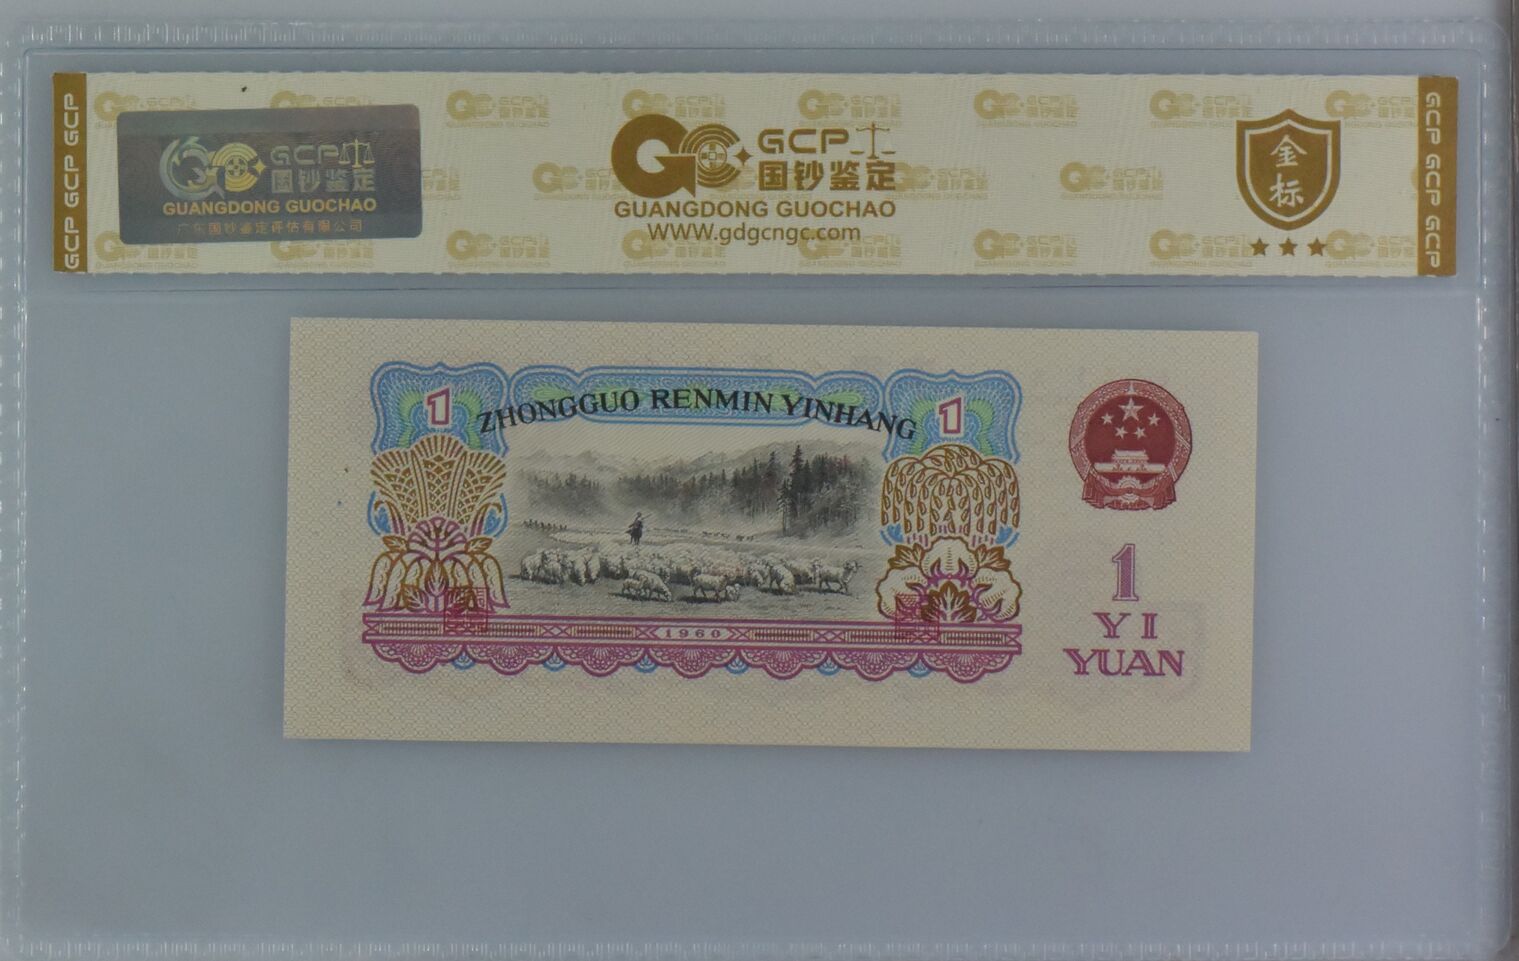 GCP GCP GCP
GCP
国钞鉴定
GUANGDONG GUOCHAO
广东国钞鉴定评估有限公司
GCP
国钞鉴定
GUANGDONG GUOCHAO
WWW.gdgcngc.com
金
标
GCP GCP GCP
1
ZHONGGUO RENMIN YINHANG
1
1960
1
YI
YUAN